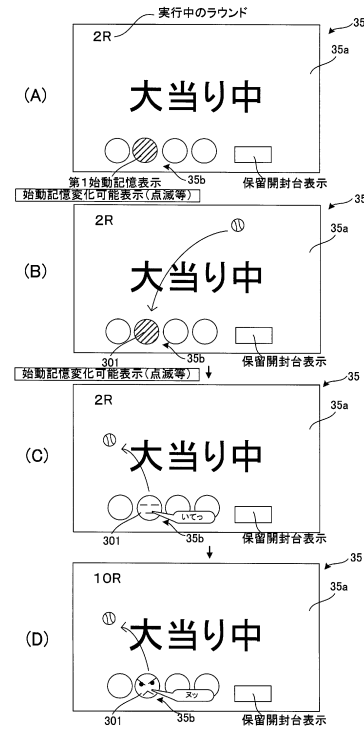 実行中のラウンド
35
2R
35a
(A)
大当り中
第1始動記憶表示
35b
保留開封台表示
始動記憶変化可能表示(点滅等)
35
2R
35a
(B)
大当り中
301
35b
保留開封台表示
始動記憶変化可能表示(点滅等)
35
2R
35a
(C)
大当り中
いてっ
301
35b
保留開封台表示
35
10R
35a
(D)
大当り中
ヌッ
301
35b
保留開封台表示